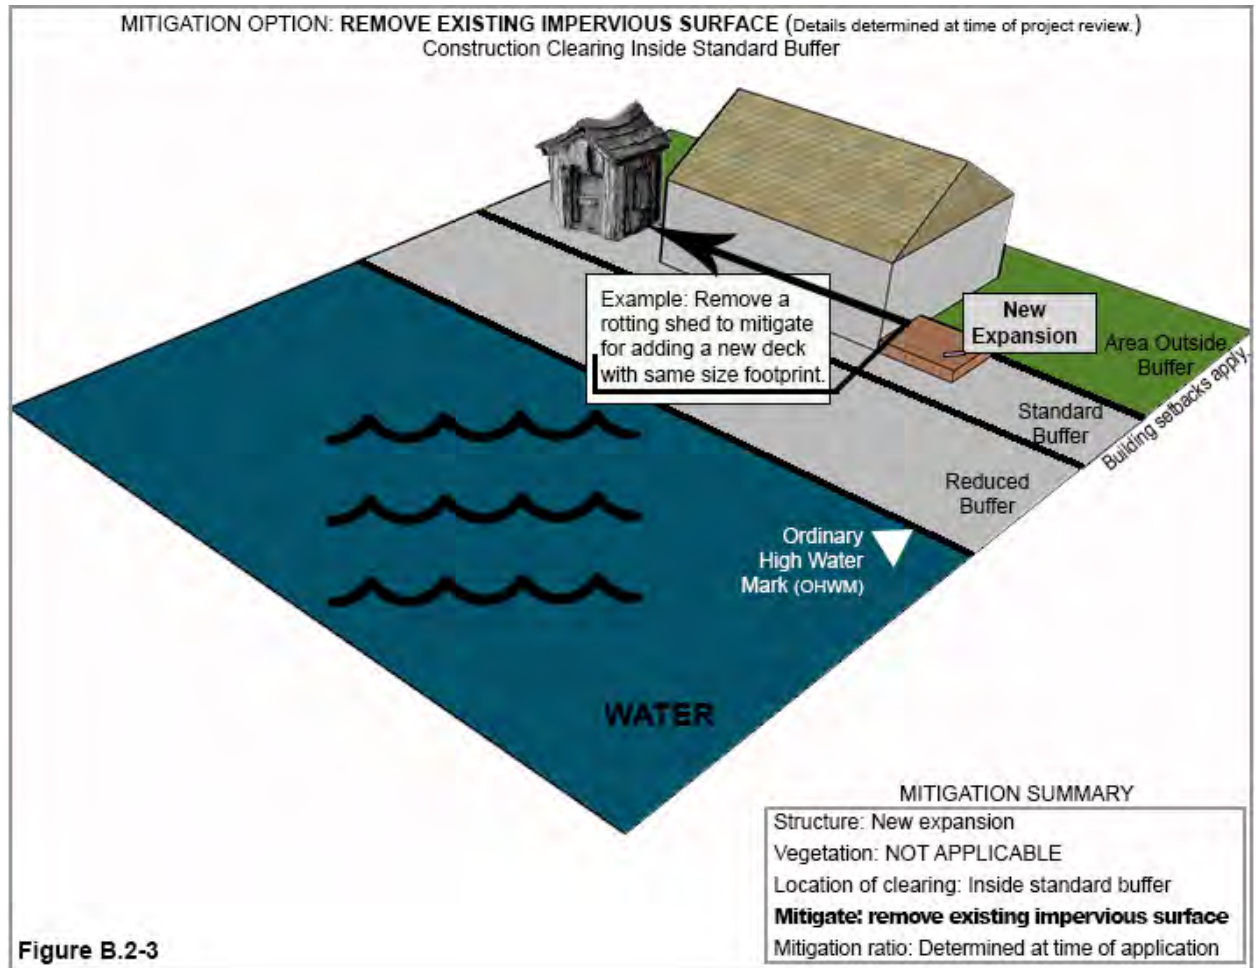 MITIGATION OPTION: REMOVE EXISTING IMPERVIOUS SURFACE (Details determined at time of project review.)
Construction Clearing Inside Standard Buffer
Example: Remove a
rotting shed to mitigate
for adding a new deck
with same size footprint.
New
Expansion
Area Outside
Buffer
Building setbacks apply.
Standard
Buffer
Reduced
Buffer
Ordinary
High Water
Mark (OHWM)
WATER
MITIGATION SUMMARY
Structure: New expansion
Vegetation: NOT APPLICABLE
Location of clearing: Inside standard buffer
Mitigate: remove existing impervious surface
Mitigation ratio: Determined at time of application
Figure B.2-3